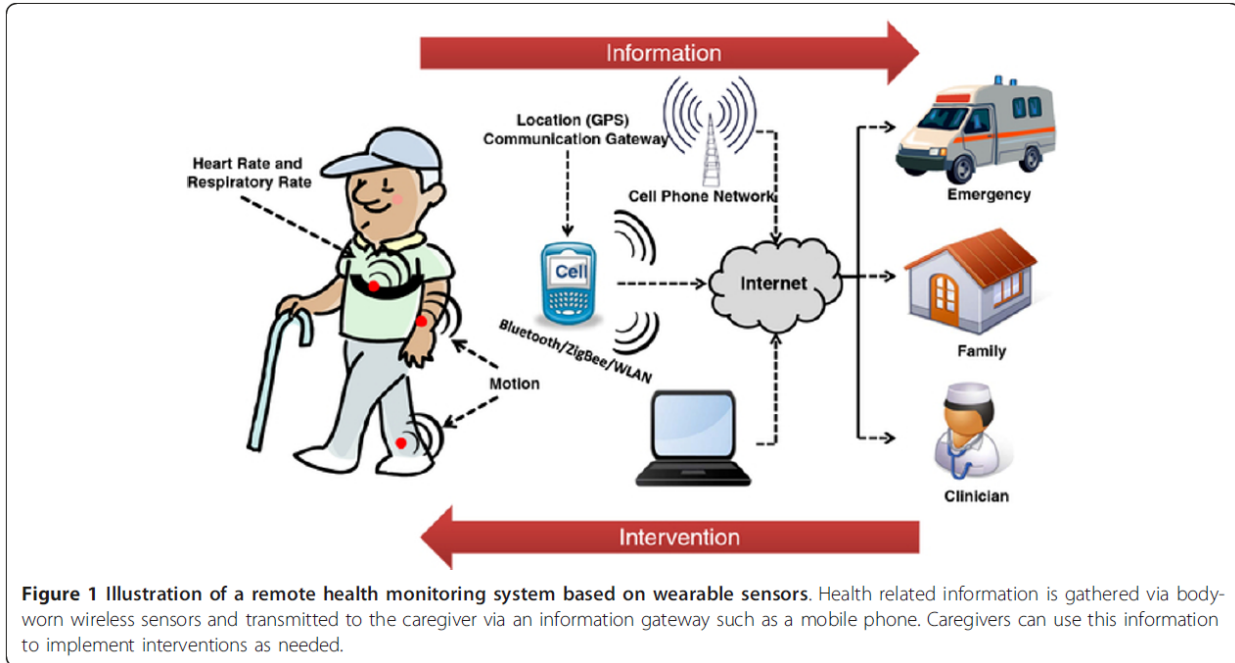 Information
Location (GPS)
Communication Gateway
Heart Rate and
Respiratory Rate
Cell Phone Network
Emergency
Cell
Internet
Bluetooth/ZigBee/WLAN
Family
Motion
Clinician
Intervention
Figure 1 Illustration of a remote health monitoring system based on wearable sensors. Health related information is gathered via body-
worn wireless sensors and transmitted to the caregiver via an information gateway such as a mobile phone. Caregivers can use this information
to implement interventions as needed.